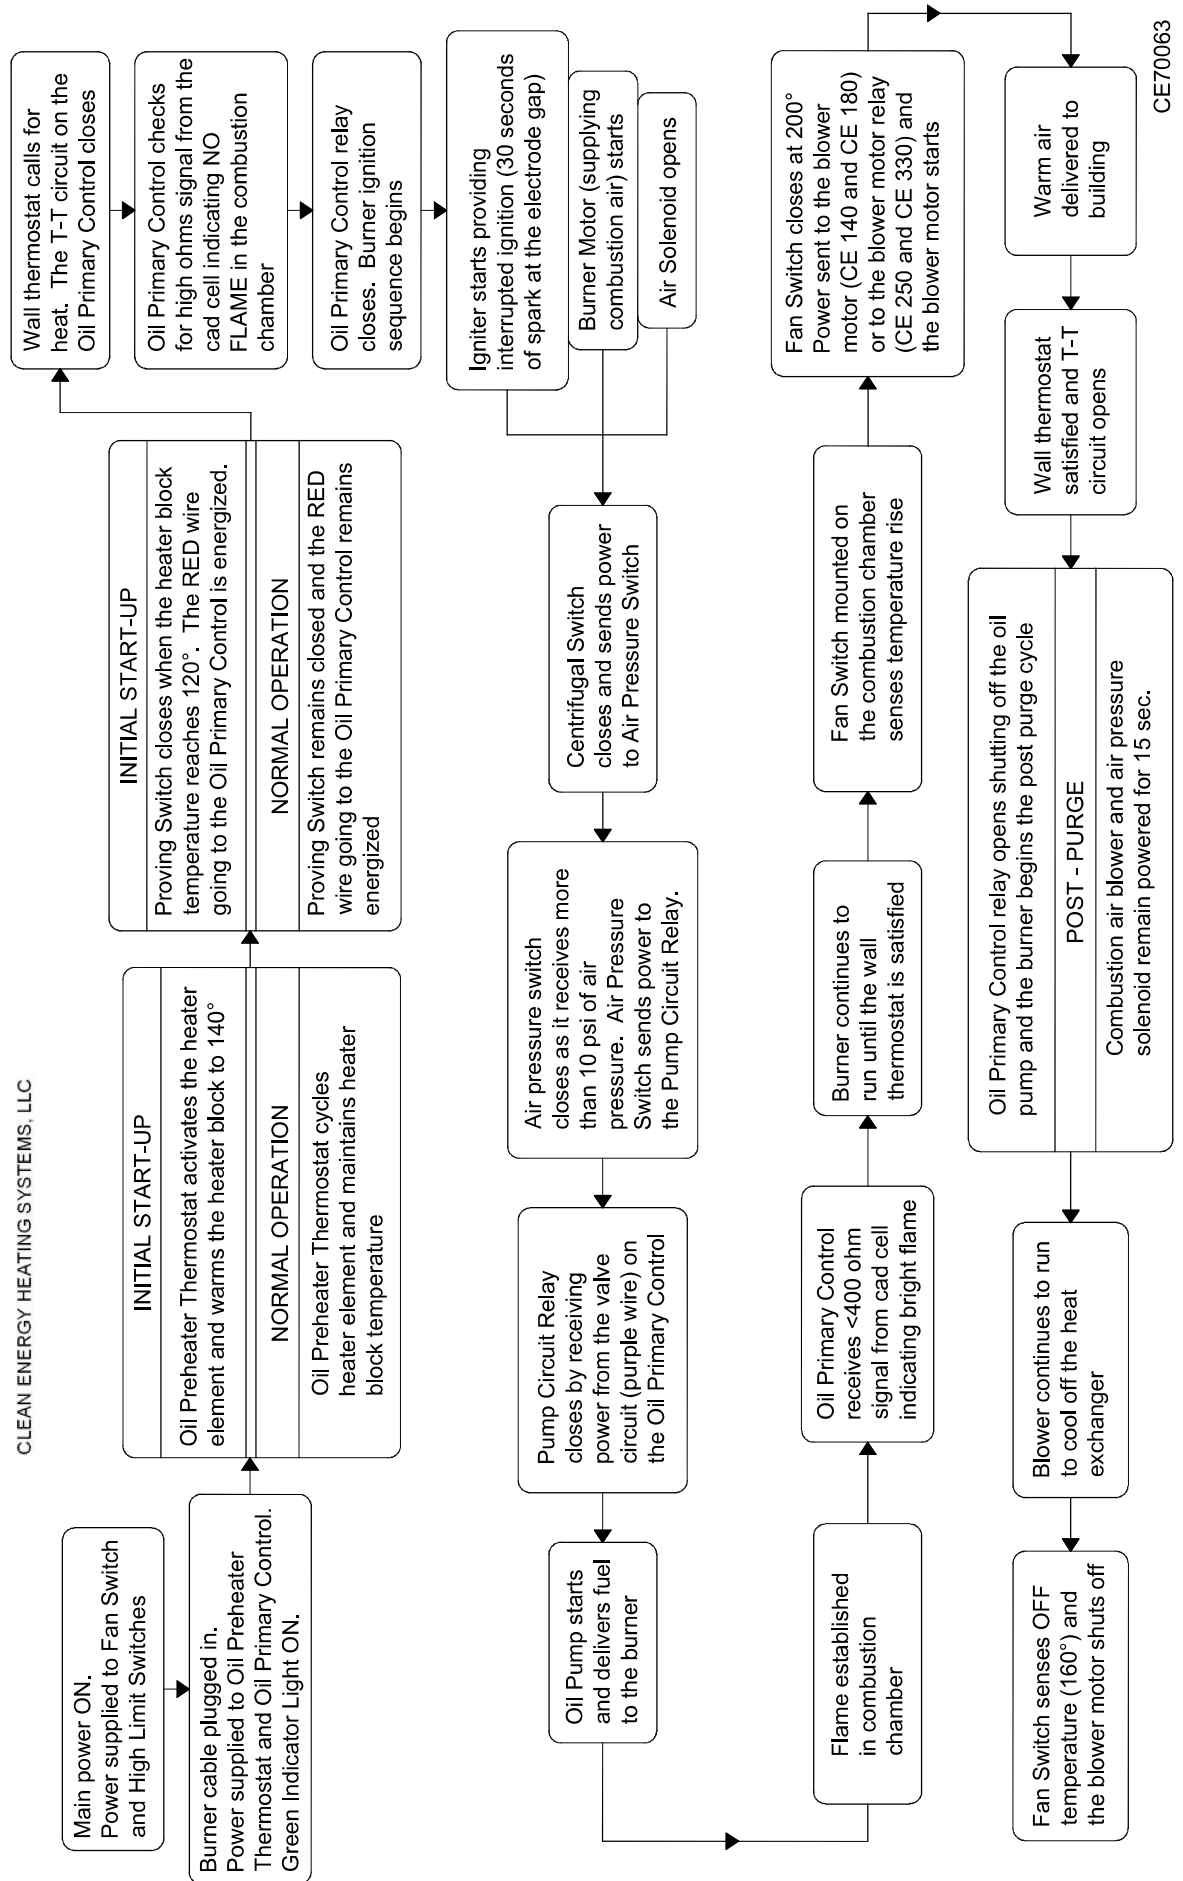 CLEAN ENERGY HEATING SYSTEMS, LLC
Main power ON.
Power supplied to Fan Switch
and High Limit Switches
Burner cable plugged in.
Power supplied to Oil Preheater
Thermostat and Oil Primary Control.
Green Indicator Light ON.
INITIAL START-UP
Oil Preheater Thermostat activates the heater
element and warms the heater block to 140°
NORMAL OPERATION
Oil Preheater Thermostat cycles
heater element and maintains heater
block temperature
INITIAL START-UP
Proving Switch closes when the heater block
temperature reaches 120°. The RED wire
going to the Oil Primary Control is energized.
NORMAL OPERATION
Proving Switch remains closed and the RED
wire going to the Oil Primary Control remains
energized
Wall thermostat calls for
heat. The T-T circuit on the
Oil Primary Control closes
Oil Primary Control checks
for high ohms signal from the
cad cell indicating NO
FLAME in the combustion
chamber
Oil Primary Control relay
closes. Burner ignition
sequence begins
Igniter starts providing
interrupted ignition (30 seconds
of spark at the electrode gap)
Burner Motor (supplying
combustion air) starts
Air Solenoid opens
Centrifugal Switch
closes and sends power
to Air Pressure Switch
Air pressure switch
closes as it receives more
than 10 psi of air
pressure. Air Pressure
Switch sends power to
the Pump Circuit Relay.
Pump Circuit Relay
closes by receiving
power from the valve
circuit (purple wire) on
the Oil Primary Control
Oil Pump starts
and delivers fuel
to the burner
Flame established
in combustion
chamber
Oil Primary Control
receives <400 ohm
signal from cad cell
indicating bright flame
Burner continues to
run until the wall
thermostat is satisfied
Fan Switch mounted on
the combustion chamber
senses temperature rise
Fan Switch closes at 200°
Power sent to the blower
motor (CE 140 and CE 180)
or to the blower motor relay
(CE 250 and CE 330) and
the blower motor starts
Warm air
delivered to
building
Wall thermostat
satisfied and T-T
circuit opens
Oil Primary Control relay opens shutting off the oil
pump and the burner begins the post purge cycle
POST - PURGE
Combustion air blower and air pressure
solenoid remain powered for 15 sec.
Blower continues to run
to cool off the heat
exchanger
Fan Switch senses OFF
temperature (160°) and
the blower motor shuts off
CE70063